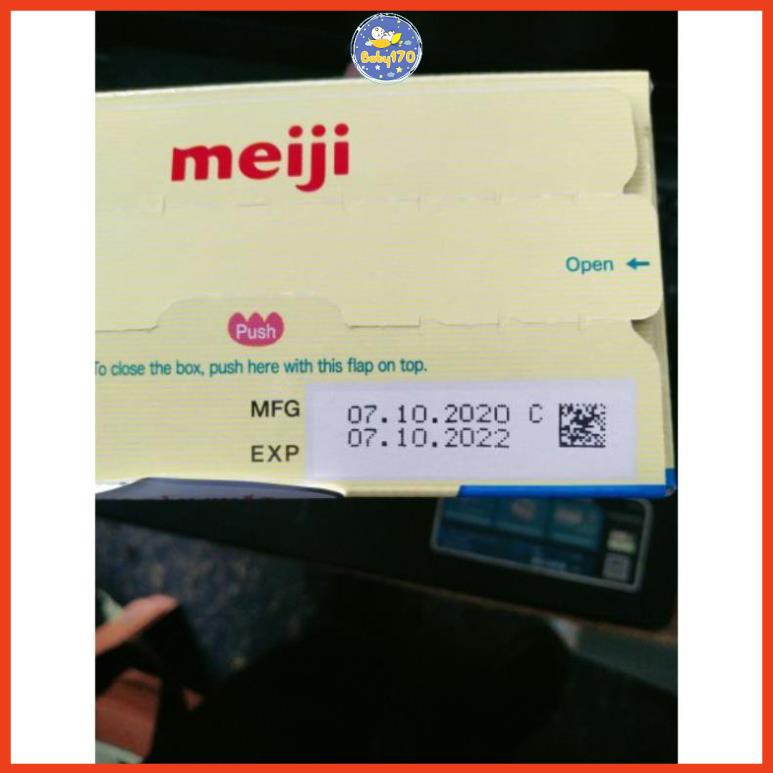 Baby170
meiji
Open
Push
To close the box, push here with this flap on top.
MFG 07.10.2020 C
EXP 07.10.2022